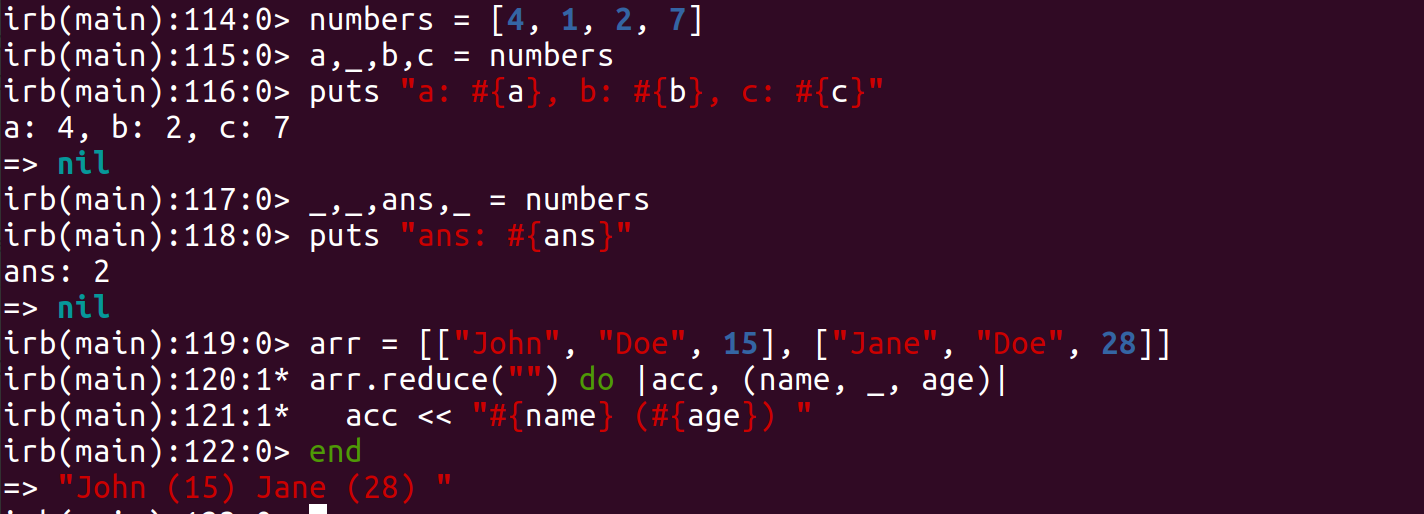 irb(main):114:0> numbers = [4, 1, 2, 7]
irb(main):115:0> a,_,b,c = numbers
irb(main):116:0> puts "a: #{a}, b: #{b}, c: #{c}"
a: 4, b: 2, c: 7
=> nil
irb(main):117:0> _,_,ans,_ = numbers
irb(main):118:0> puts "ans: #{ans}"
ans: 2
=> nil
irb(main):119:0> arr = [["John", "Doe", 15], ["Jane", "Doe", 28]]
irb(main):120:1* arr.reduce("") do |acc, (name, _, age)|
irb(main):121:1*   acc << "#{name} (#{age}) "
irb(main):122:0> end
=> "John (15) Jane (28) "